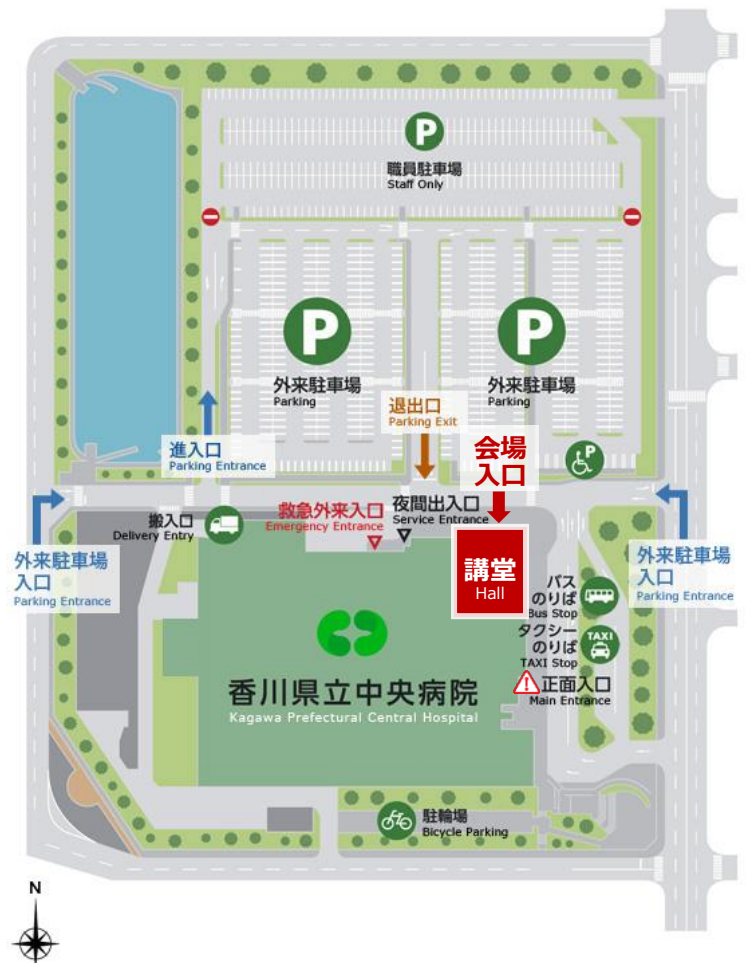 P
職員駐車場
Staff Only
P
外来駐車場
Parking
P
外来駐車場
Parking
退出口
Parking Exit
進入口
Parking Entrance
会場
入口
P
搬入口
Delivery Entry
救急外来入口
Emergency Entrance
夜間出入口
Service Entrance
外来駐車場
入口
Parking Entrance
外来駐車場
入口
Parking Entrance
講堂
Hall
バス
のりば
Bus Stop
タクシー
のりば
TAXI Stop
TAXI
正面入口
Main Entrance
香川県立中央病院
Kagawa Prefectural Central Hospital
駐輪場
Bicycle Parking
N